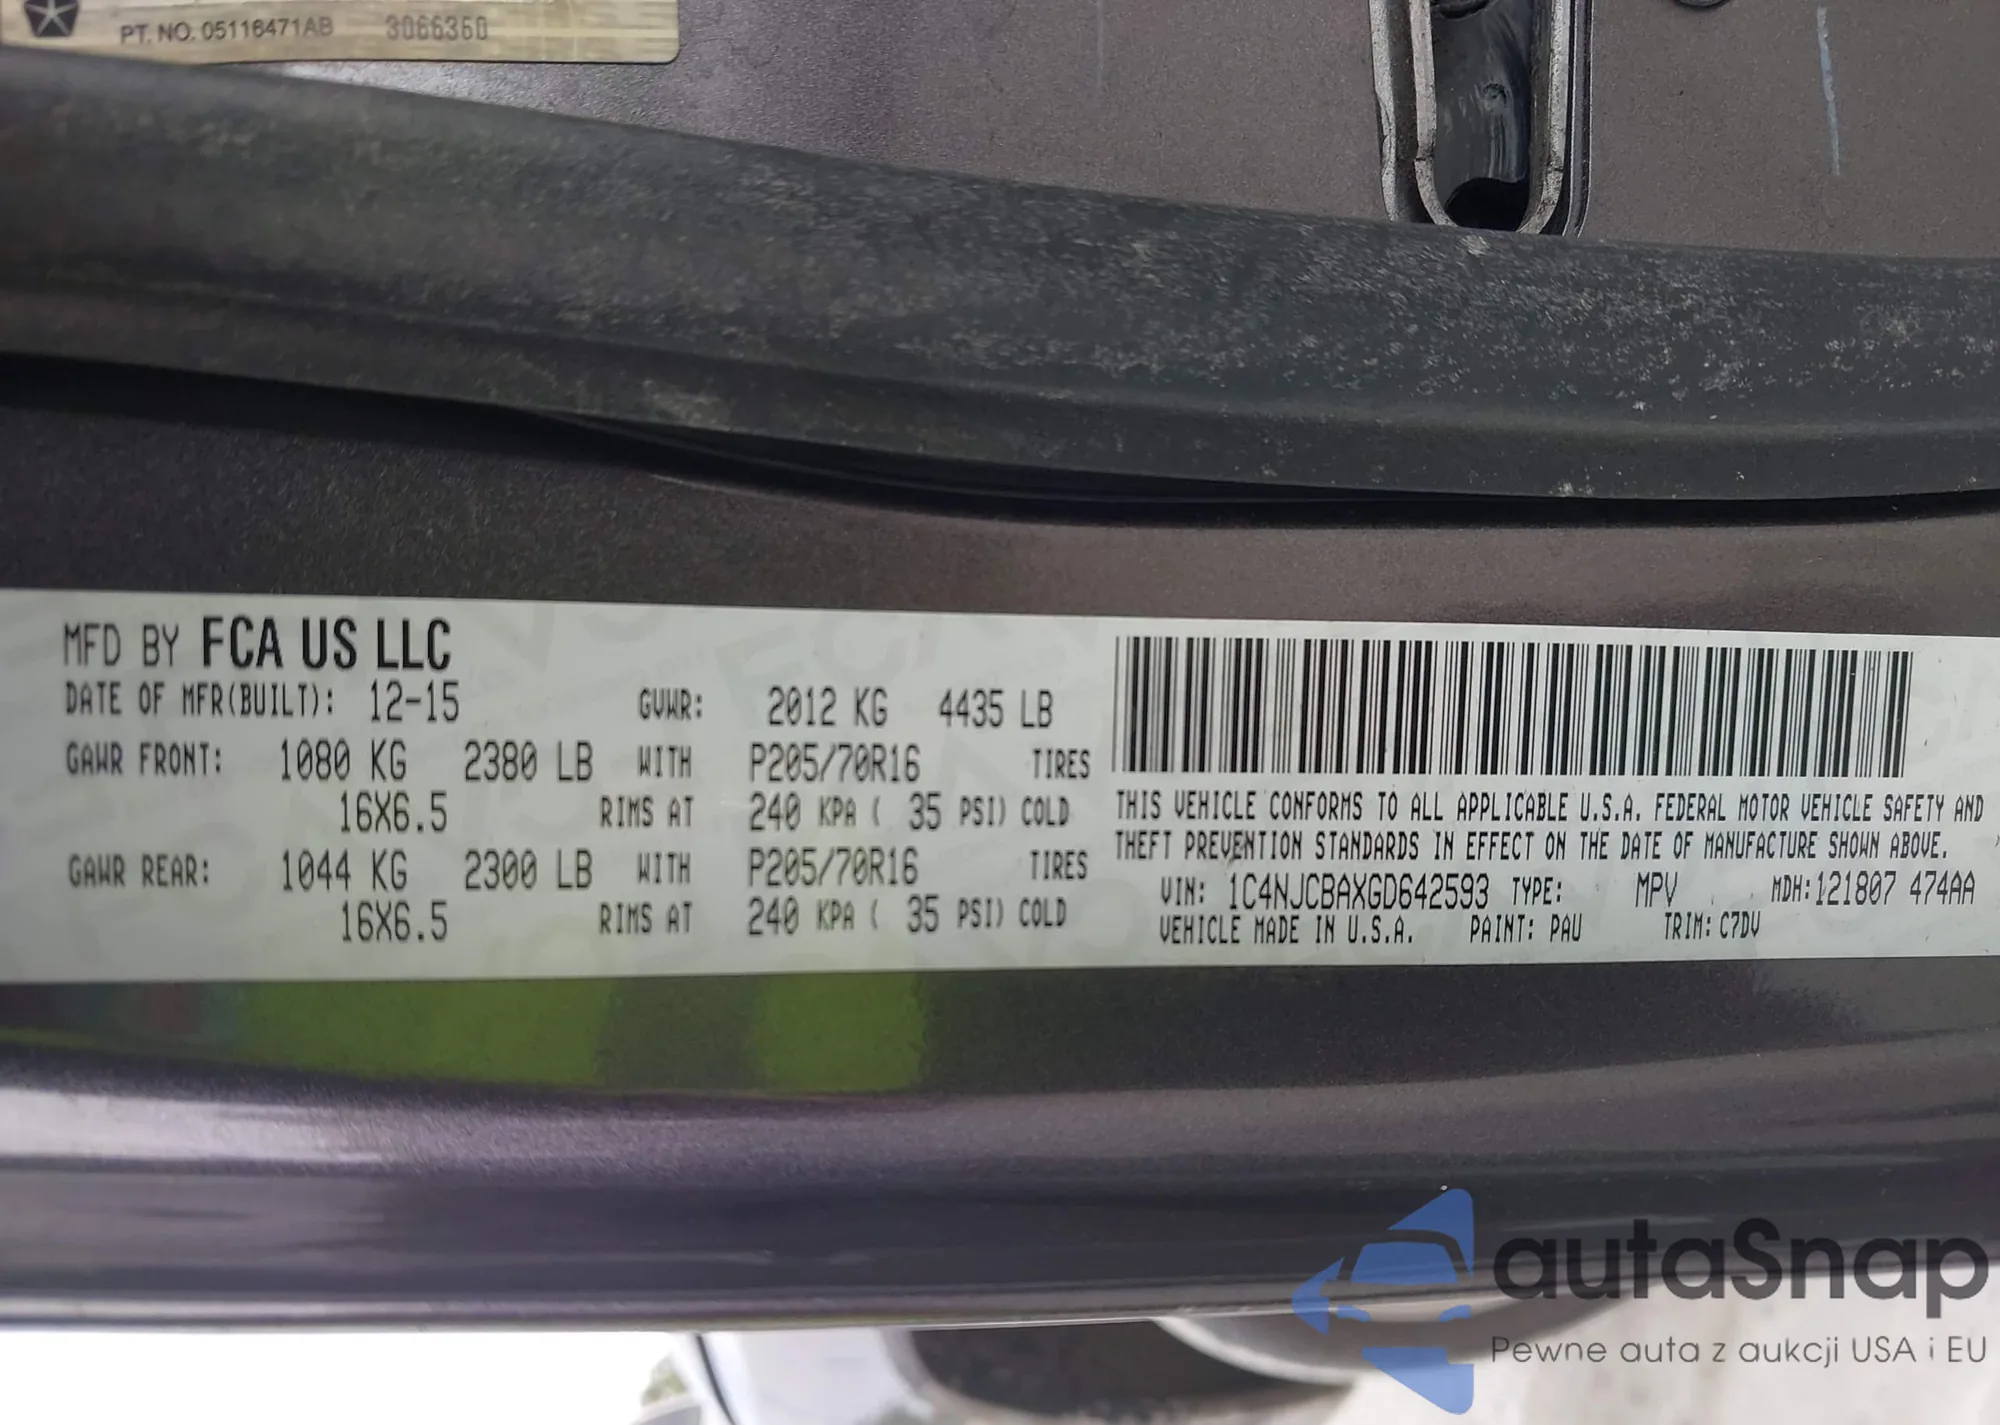 PT. NO. 05116471AB 3066360
MFD BY FCA US LLC
DATE OF MFR(BUILT): 12-15 GVWR: 2012 KG 4435 LB
GAWR FRONT: 1080 KG 2380 LB WITH P205/70R16 TIRES
16X6.5 RIMS AT 240 KPA ( 35 PSI) COLD
GAWR REAR: 1044 KG 2300 LB WITH P205/70R16 TIRES
16X6.5 RIMS AT 240 KPA ( 35 PSI) COLD
THIS VEHICLE CONFORMS TO ALL APPLICABLE U.S.A. FEDERAL MOTOR VEHICLE SAFETY AND
THEFT PREVENTION STANDARDS IN EFFECT ON THE DATE OF MANUFACTURE SHOWN ABOVE.
VIN: 1C4NJCBAXGD642593 TYPE: MPV MDH:121807 474AA
VEHICLE MADE IN U.S.A. PAINT: PAU TRIM: C7DV
autaSnap
Pewne auta z aukcji USA i EU